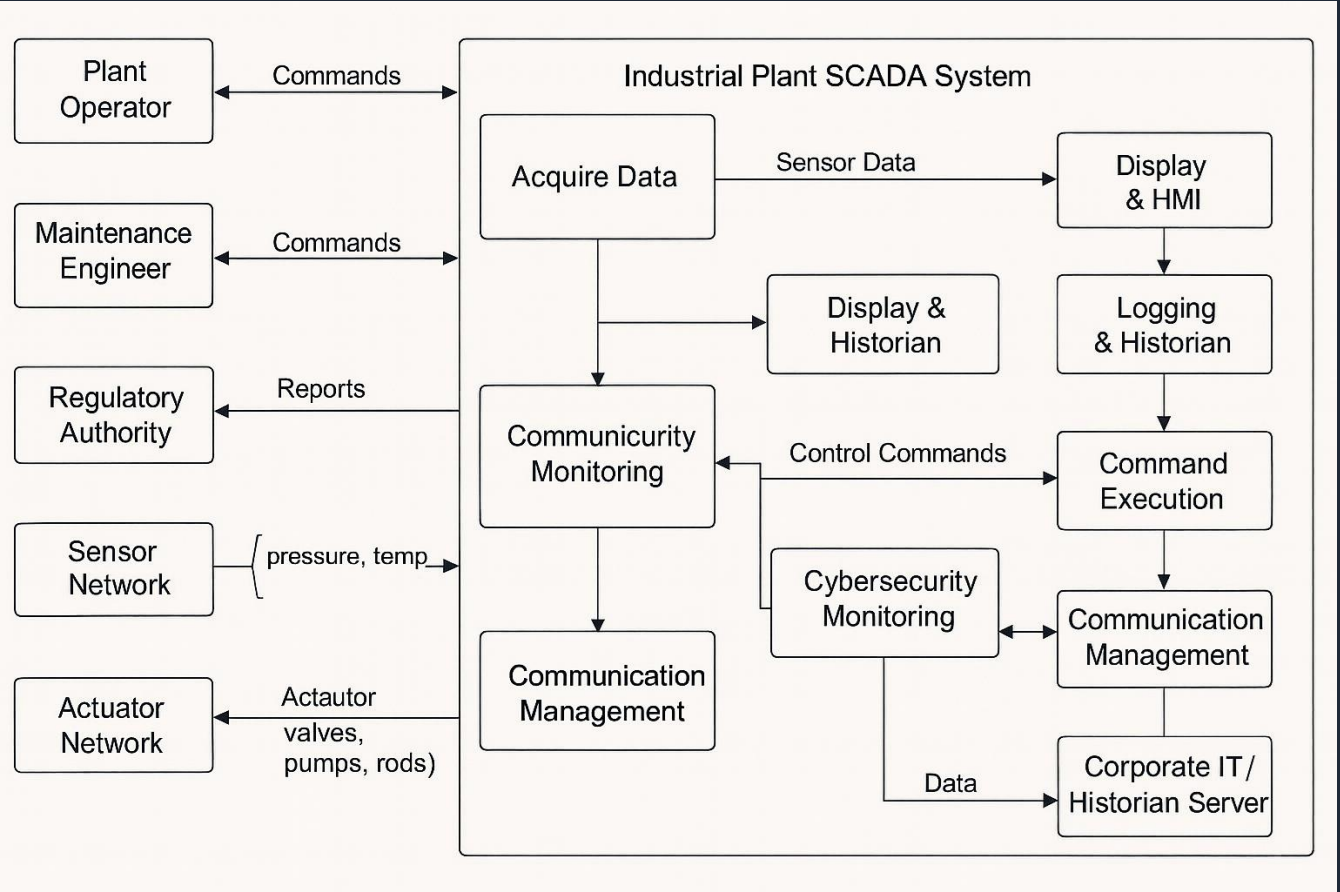 Industrial Plant SCADA System
Plant
Operator
Commands
Maintenance
Engineer
Commands
Regulatory
Authority
Reports
Sensor
Network
pressure, temp
Actuator
Network
Actautor
valves,
pumps, rods)
Acquire Data
Sensor Data
Display
& HMI
Display &
Historian
Logging
& Historian
Communicurity
Monitoring
Control Commands
Command
Execution
Cybersecurity
Monitoring
Communication
Management
Communication
Management
Data
Corporate IT/
Historian Server